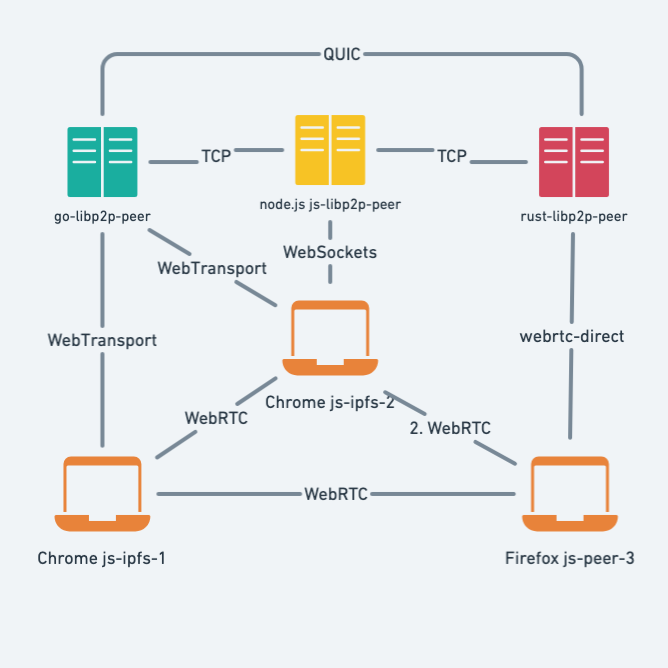 QUIC
TCP
TCP
go-libp2p-peer
node.js js-libp2p-peer
rust-libp2p-peer
WebSockets
WebTransport
WebTransport
webrtc-direct
Chrome js-ipfs-2
WebRTC
2. WebRTC
WebRTC
Chrome js-ipfs-1
Firefox js-peer-3